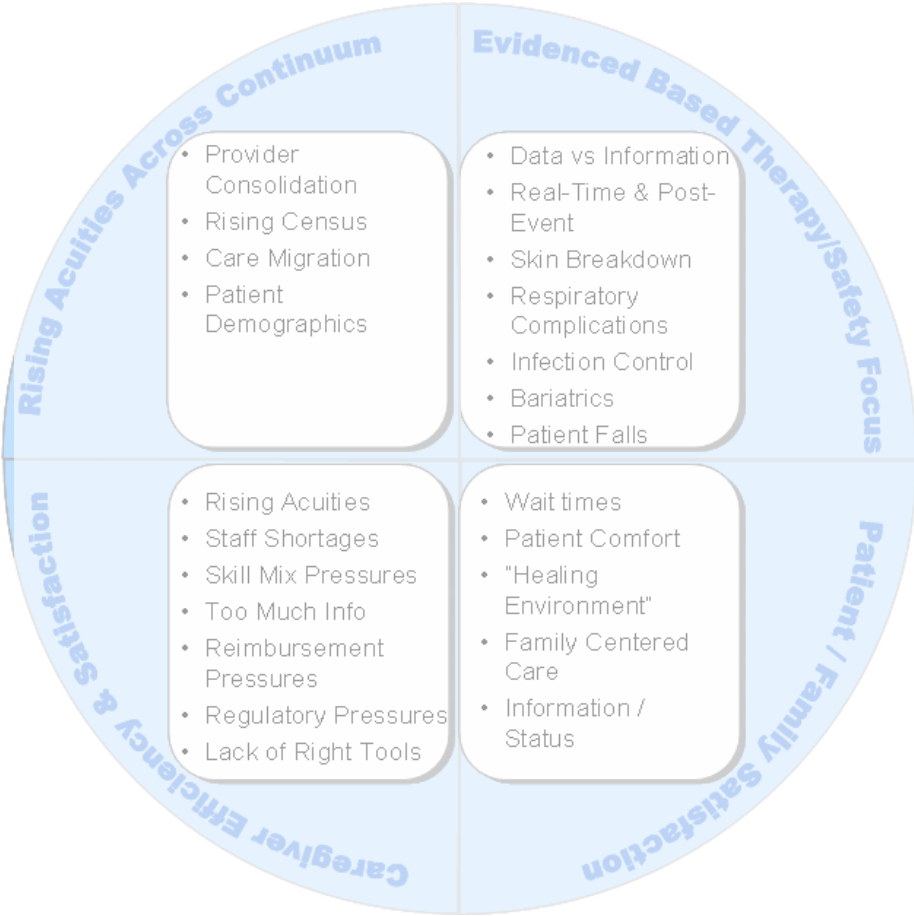 Rising Acuities Across Continuum
• Provider
Consolidation
• Rising Census
• Care Migration
• Patient
Demographics
Evidenced Based Therapy/Safety Focus
• Data vs Information
• Real-Time & Post-
Event
• Skin Breakdown
• Respiratory
Complications
• Infection Control
• Bariatrics
• Patient Falls
Caregiver Efficiency & Satisfaction
• Rising Acuities
• Staff Shortages
• Skill Mix Pressures
• Too Much Info
• Reimbursement
Pressures
• Regulatory Pressures
• Lack of Right Tools
Patient / Family Satisfaction
• Wait times
• Patient Comfort
• "Healing
Environment"
• Family Centered
Care
• Information /
Status